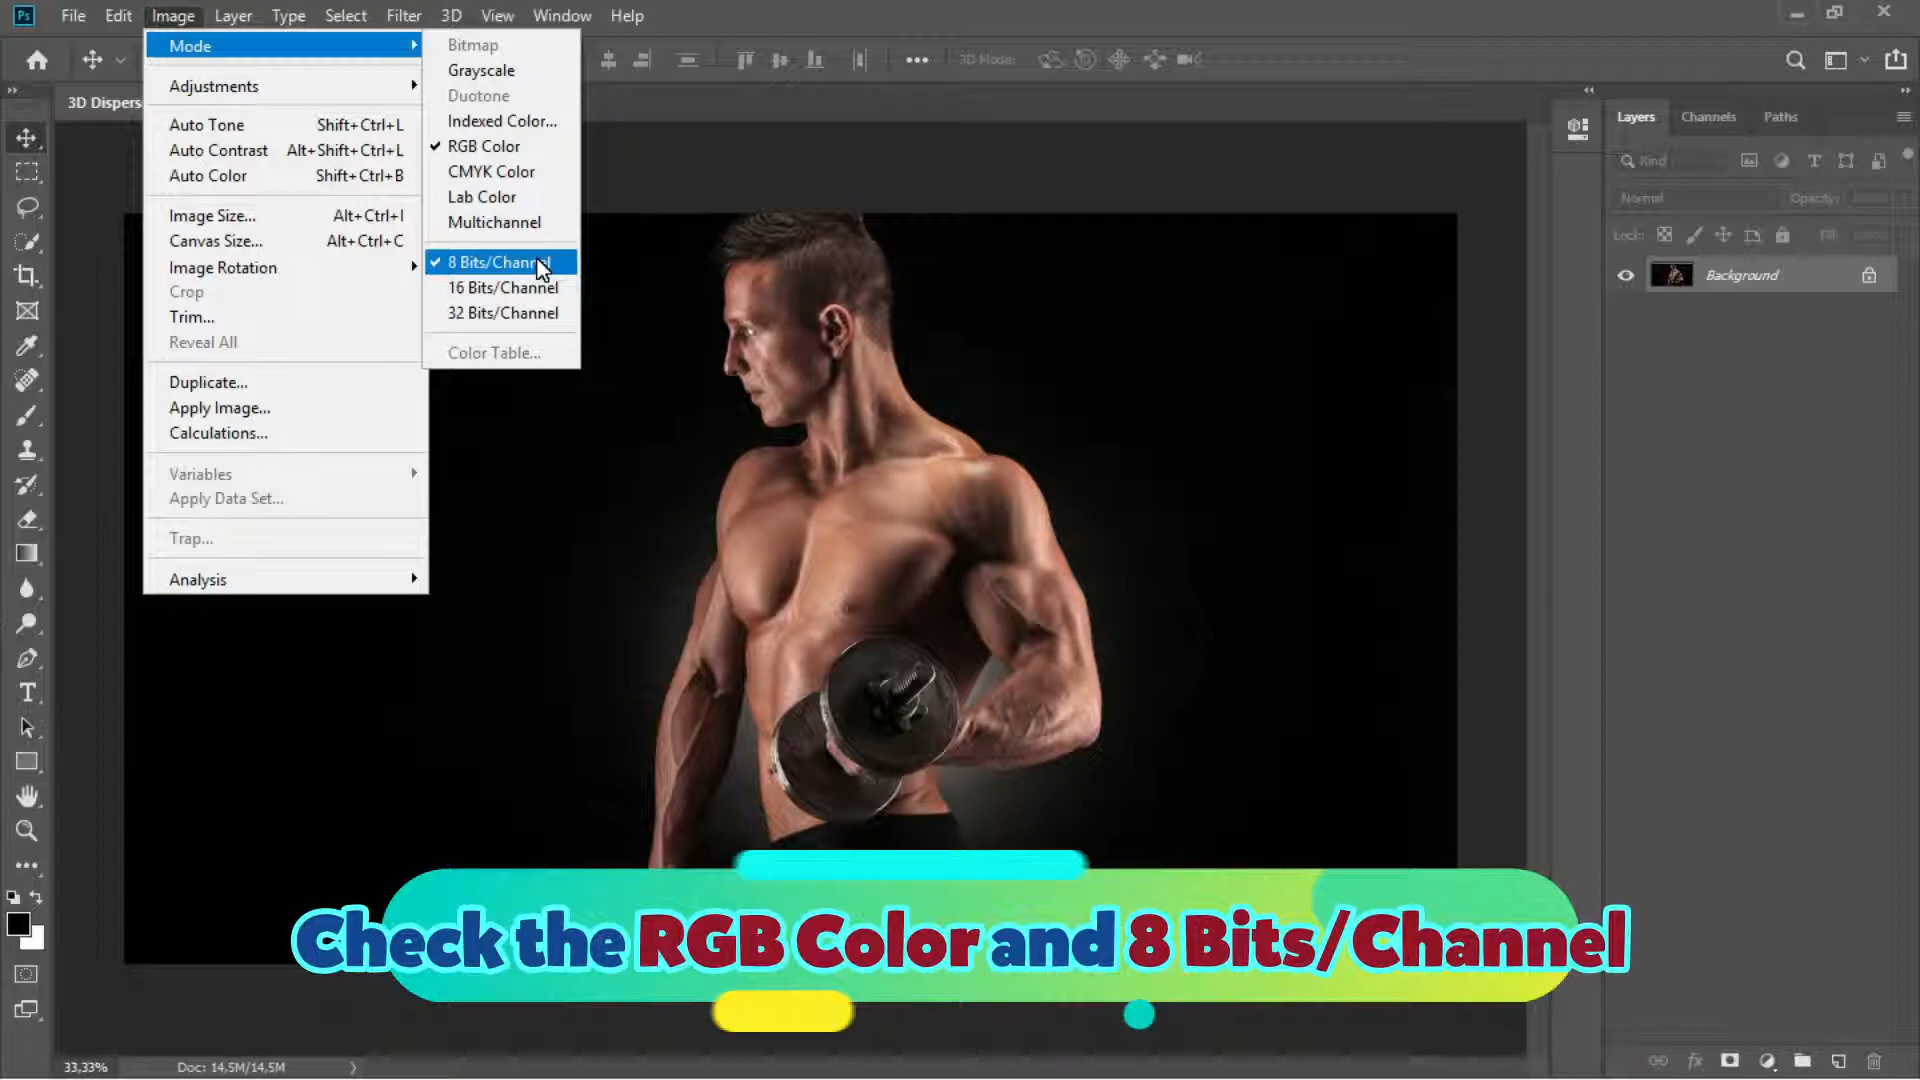 Ps File Edit Image Layer Type Select Filter 3D View Window Help
3D Mode:
3D Dispers
Mode
Adjustments
Auto Tone Shift+Ctrl+L
Auto Contrast Alt+Shift+Ctrl+L
Auto Color Shift+Ctrl+B
Image Size... Alt+Ctrl+I
Canvas Size... Alt+Ctrl+C
Image Rotation
Crop
Trim...
Reveal All
Duplicate...
Apply Image...
Calculations...
Variables
Apply Data Set...
Trap...
Analysis
Bitmap
Grayscale
Duotone
Indexed Color...
RGB Color
CMYK Color
Lab Color
Multichannel
8 Bits/Channel
16 Bits/Channel
32 Bits/Channel
Color Table...
Layers Channels Paths
Kind
Normal Opacity:
Lock: Fill:
Background
Check the RGB Color and 8 Bits/Channel
33,33% Doc: 14,5M/14,5M